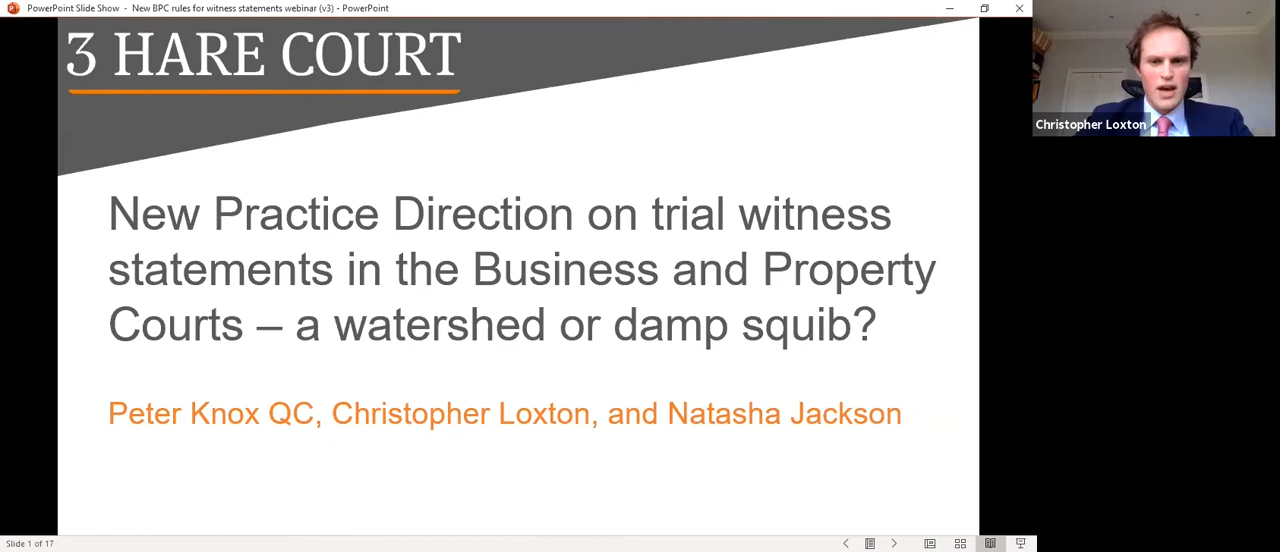 PowerPoint Slide Show - New BPC rules for witness statements webinar (v3) - PowerPoint
3 HARE COURT
Christopher Loxton
New Practice Direction on trial witness
statements in the Business and Property
Courts – a watershed or damp squib?
Peter Knox QC, Christopher Loxton, and Natasha Jackson
Slide 1 of 17